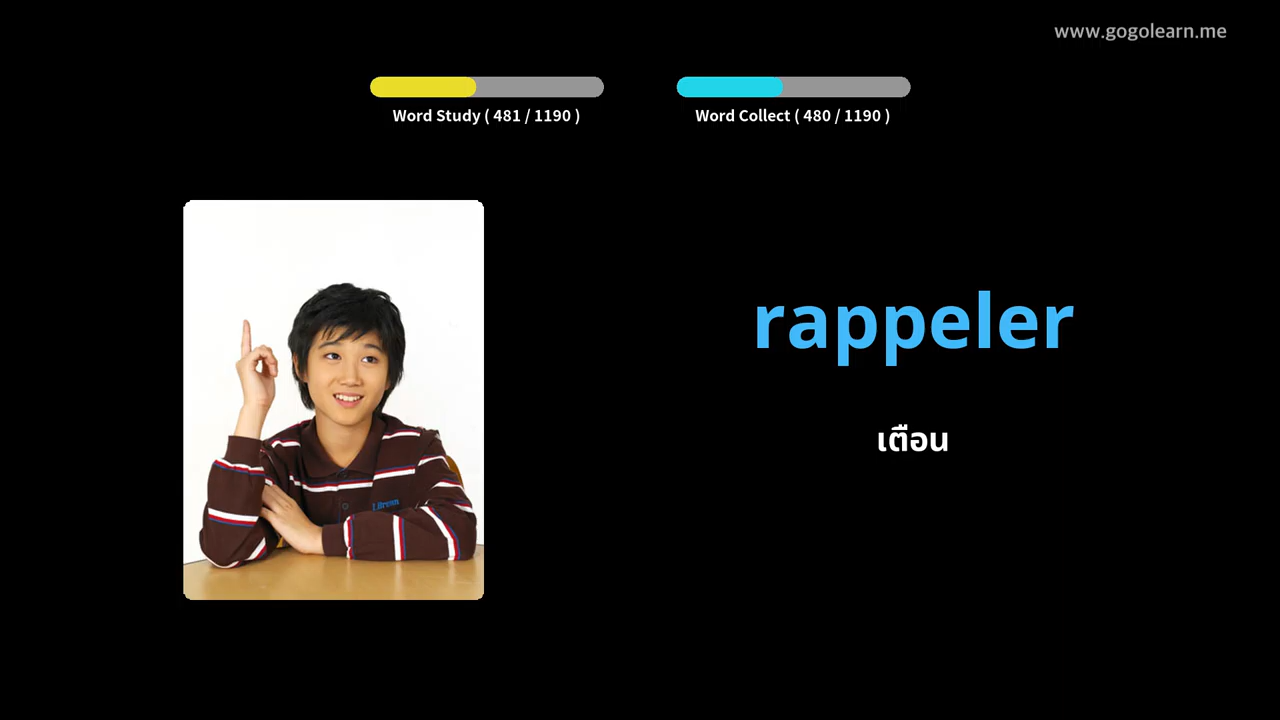 www.gogolearn.me
Word Study ( 481 / 1190 )
Word Collect ( 480 / 1190 )
rappeler
เตือน